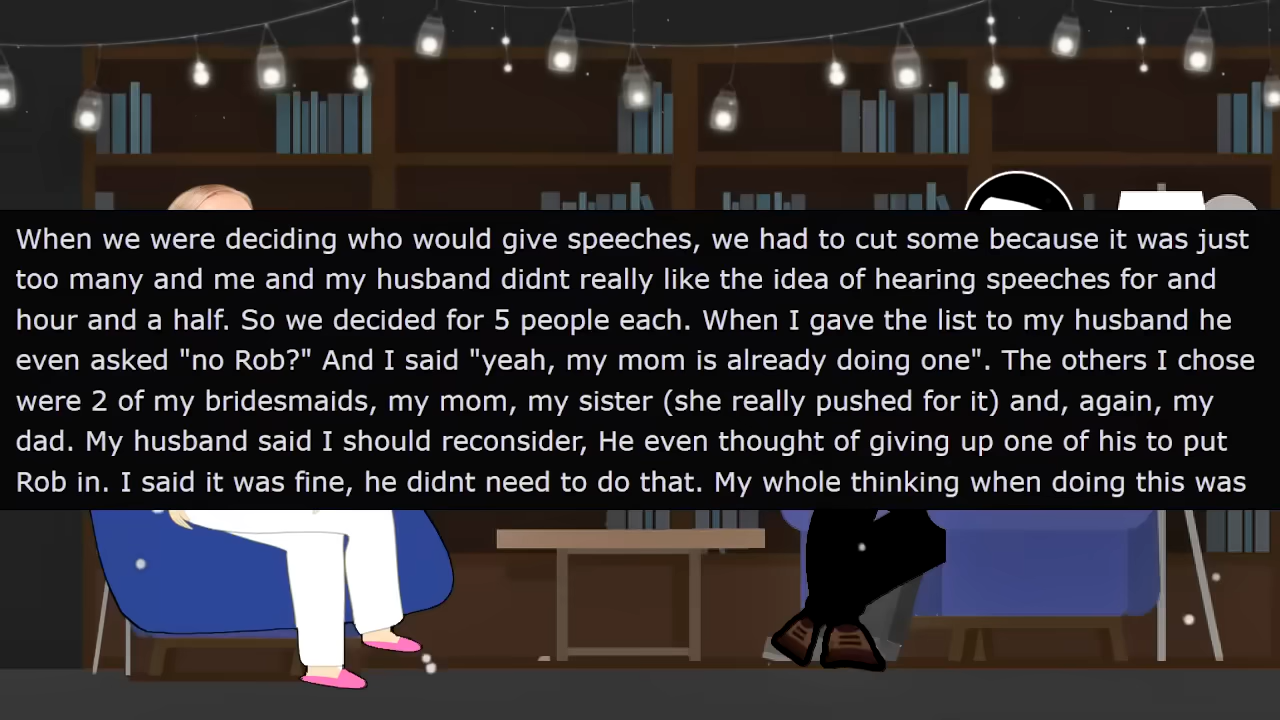 When we were deciding who would give speeches, we had to cut some because it was just
too many and me and my husband didnt really like the idea of hearing speeches for and
hour and a half. So we decided for 5 people each. When I gave the list to my husband he
even asked "no Rob?" And I said "yeah, my mom is already doing one". The others I chose
were 2 of my bridesmaids, my mom, my sister (she really pushed for it) and, again, my
dad. My husband said I should reconsider, He even thought of giving up one of his to put
Rob in. I said it was fine, he didnt need to do that. My whole thinking when doing this was